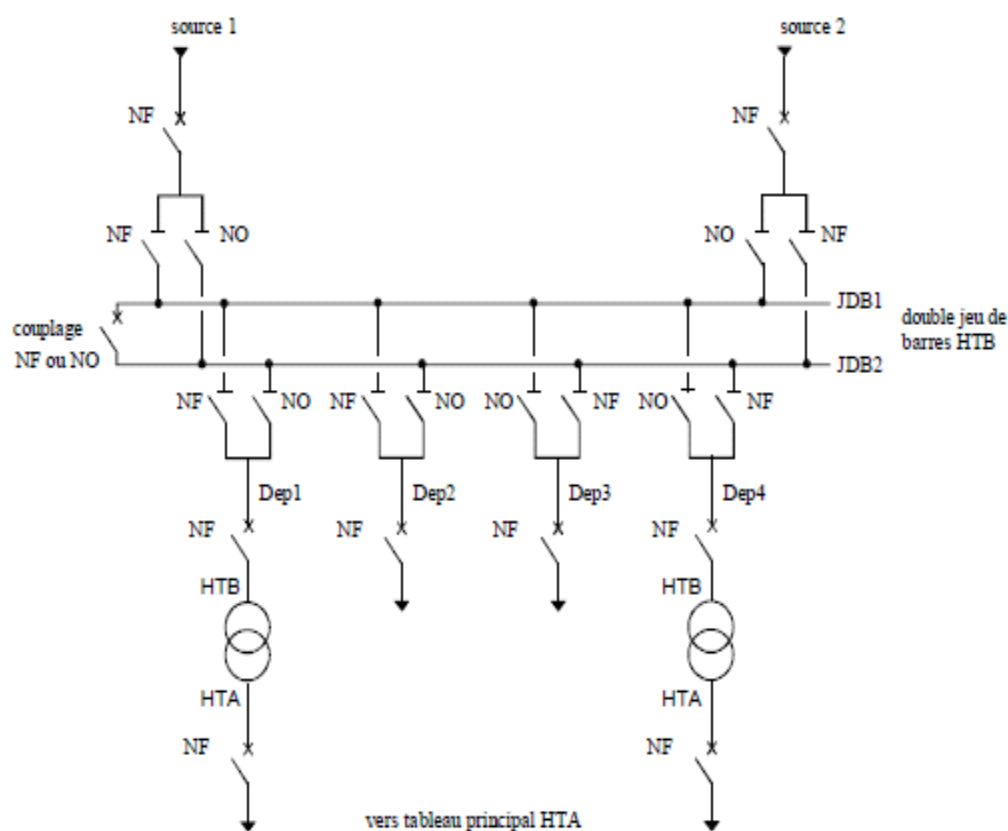 source 1
source 2
NF
NF
NF
NO
NO
NF
JDB1
couplage
NF ou NO
double jeu de
barres HTB
JDB2
NF
NO
NF
NO
NO
NF
NO
NF
Dep1
Dep2
Dep3
Dep4
NF
NF
NF
NF
HTB
HTB
HTA
HTA
NF
NF
vers tableau principal HTA